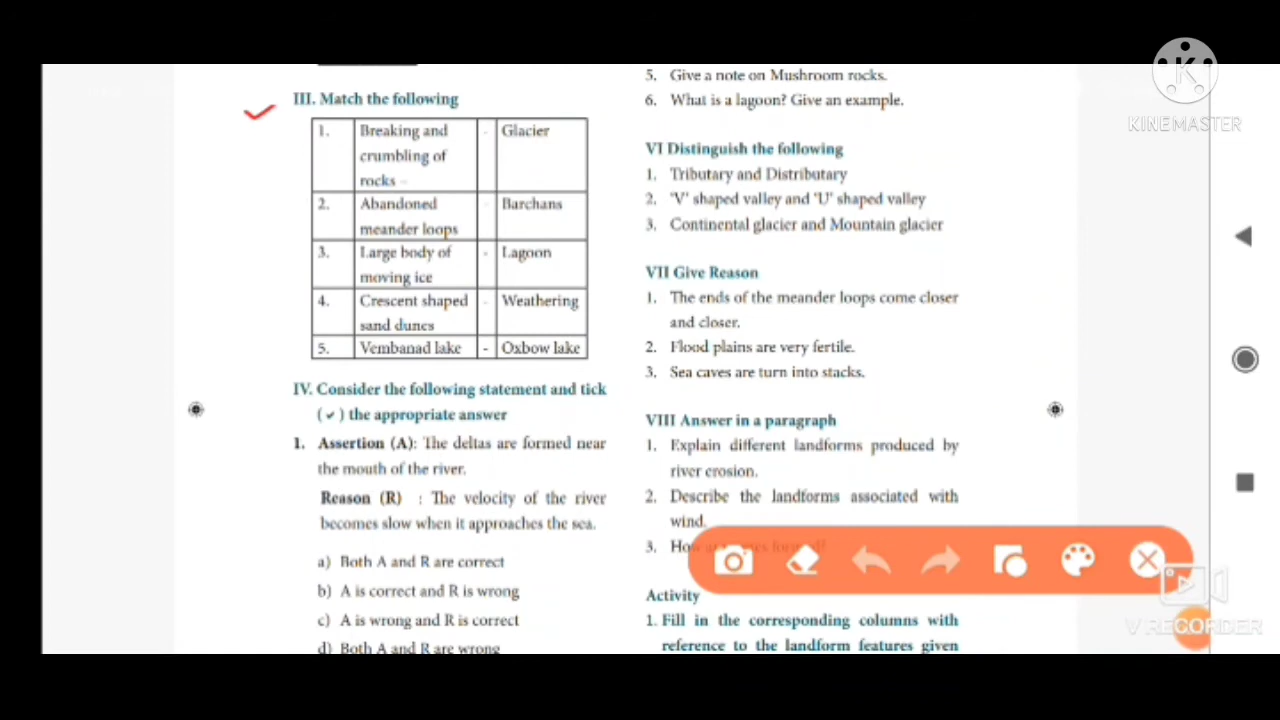 III. Match the following
1. Breaking and - Glacier
crumbling of
rocks -
2. Abandoned - Barchans
meander loops
3. Large body of - Lagoon
moving ice
4. Crescent shaped - Weathering
sand dunes
5. Vembanad lake - Oxbow lake
IV. Consider the following statement and tick
(✔) the appropriate answer
1. Assertion (A): The deltas are formed near
the mouth of the river.
Reason (R) : The velocity of the river
becomes slow when it approaches the sea.
a) Both A and R are correct
b) A is correct and R is wrong
c) A is wrong and R is correct
d) Both A and R are wrong
5. Give a note on Mushroom rocks.
6. What is a lagoon? Give an example.
VI Distinguish the following
1. Tributary and Distributary
2. 'V' shaped valley and 'U' shaped valley
3. Continental glacier and Mountain glacier
VII Give Reason
1. The ends of the meander loops come closer
and closer.
2. Flood plains are very fertile.
3. Sea caves are turn into stacks.
VIII Answer in a paragraph
1. Explain different landforms produced by
river erosion.
2. Describe the landforms associated with
wind.
3.
Activity
1. Fill in the corresponding columns with
reference to the landform features given
K
KINEMASTER
V RECORDER